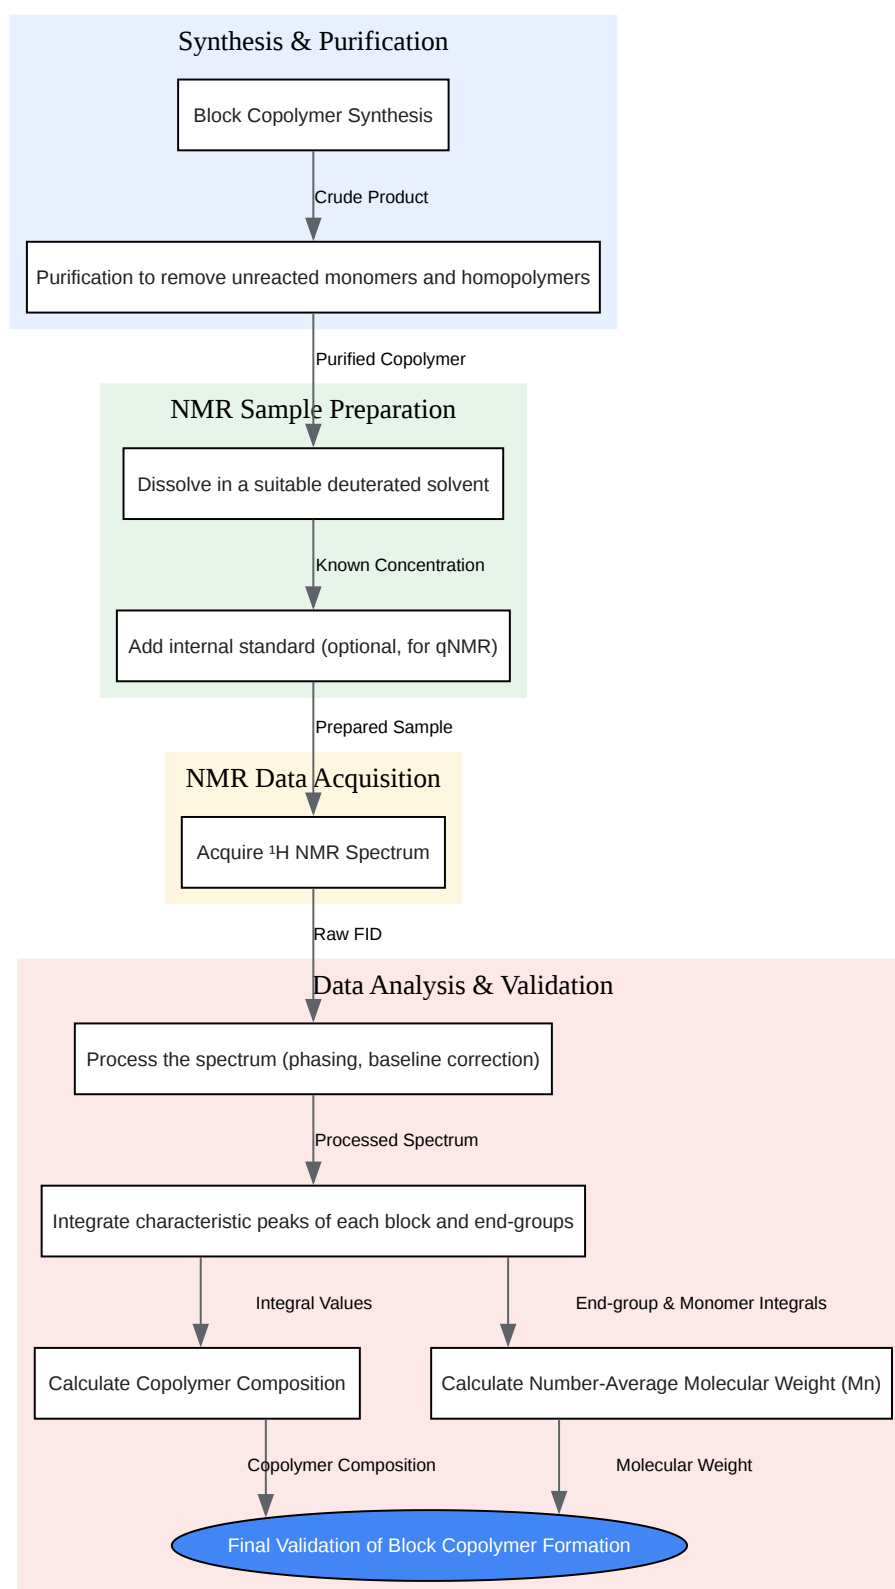 Synthesis & Purification
Block Copolymer Synthesis
Crude Product
Purification to remove unreacted monomers and homopolymers
Purified Copolymer
NMR Sample Preparation
Dissolve in a suitable deuterated solvent
Known Concentration
Add internal standard (optional, for qNMR)
Prepared Sample
NMR Data Acquisition
Acquire ¹H NMR Spectrum
Raw FID
Data Analysis & Validation
Process the spectrum (phasing, baseline correction)
Processed Spectrum
Integrate characteristic peaks of each block and end-groups
Integral Values
End-group & Monomer Integrals
Calculate Copolymer Composition
Calculate Number-Average Molecular Weight (Mn)
Copolymer Composition
Molecular Weight
Final Validation of Block Copolymer Formation